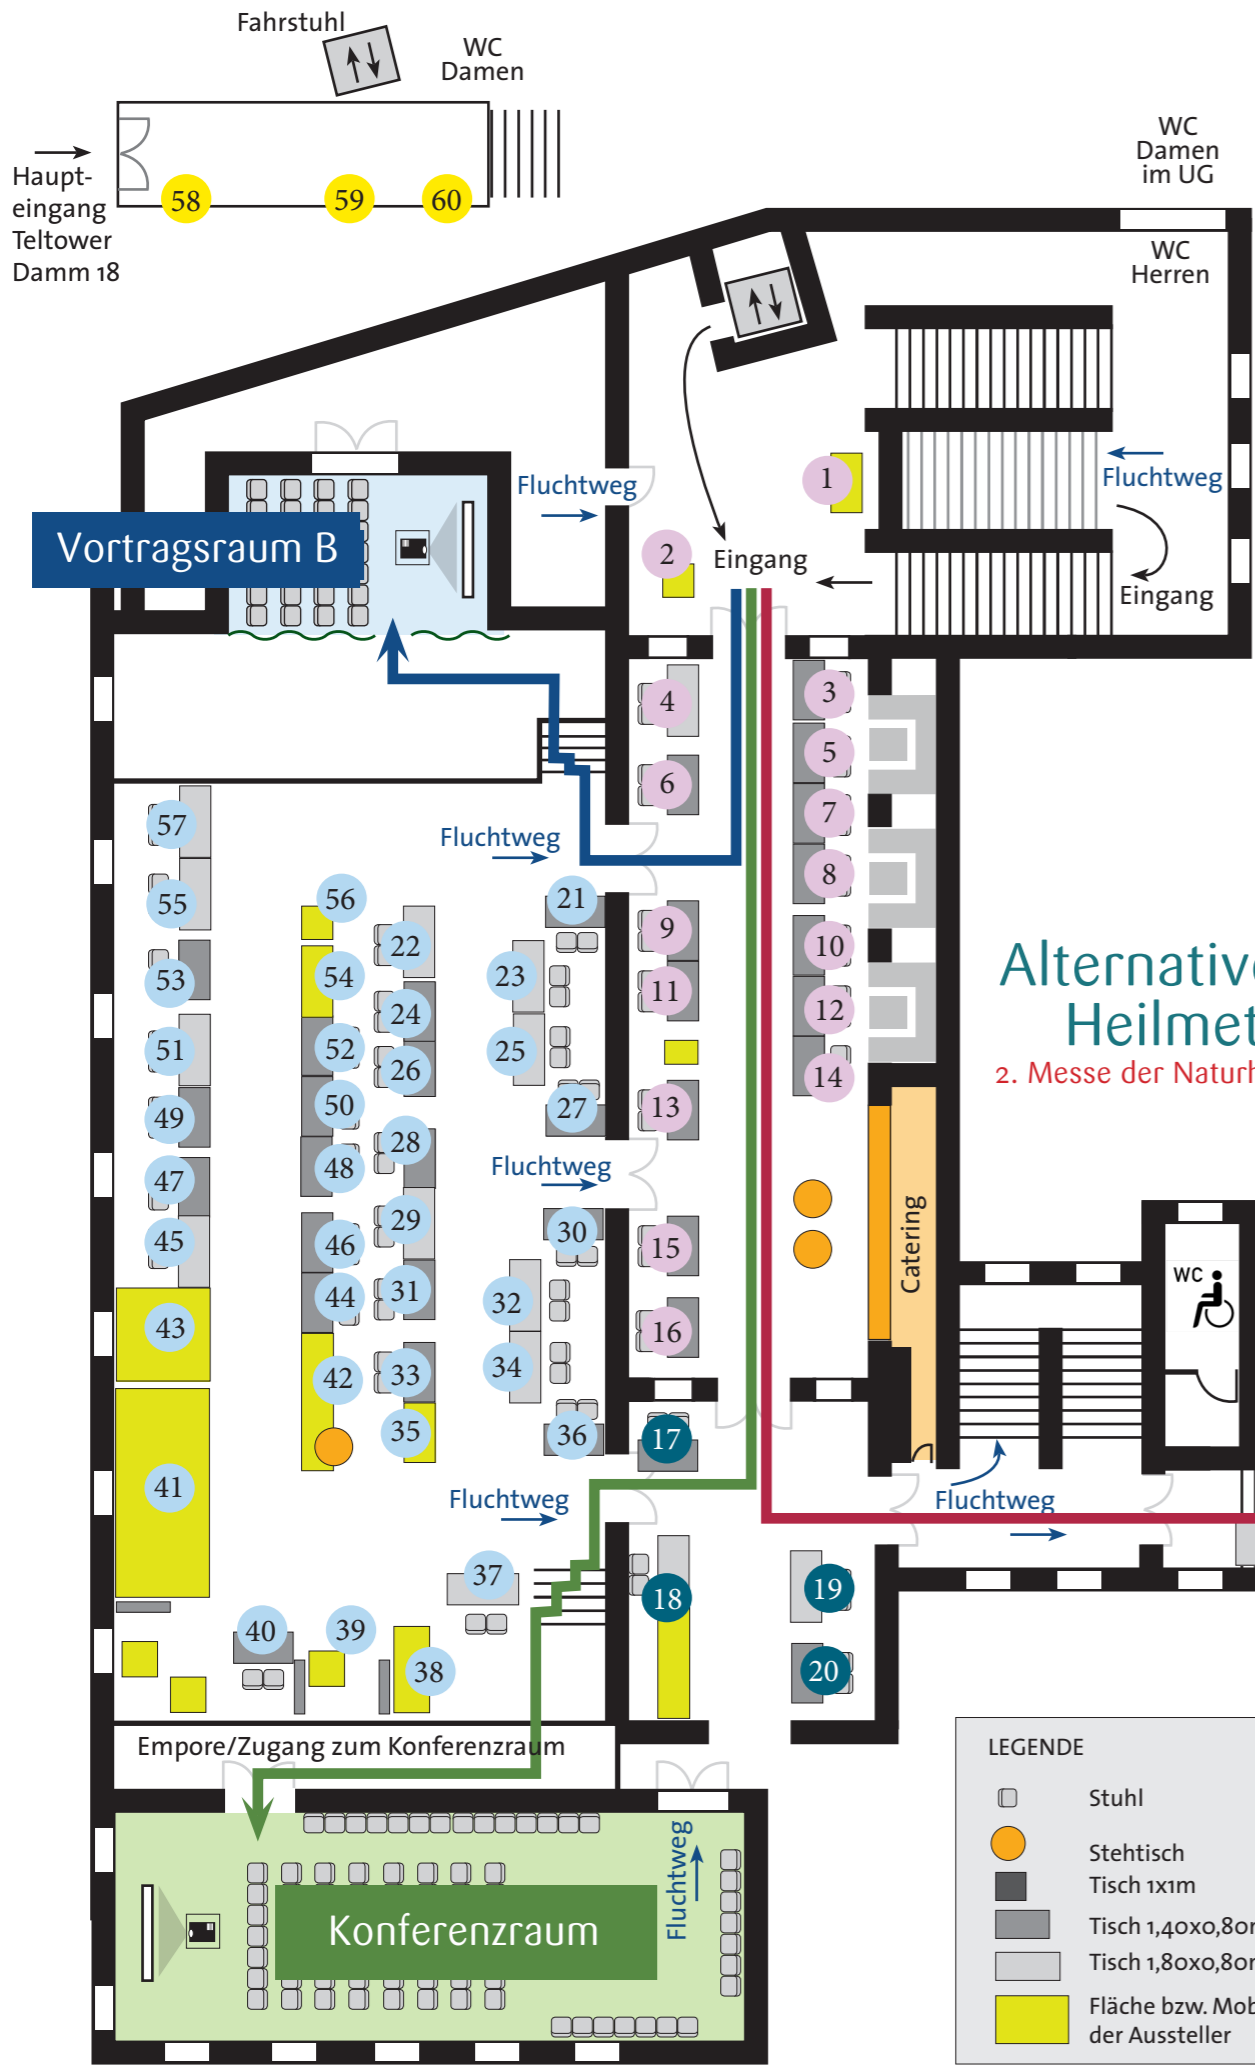 Fahrstuhl
WC
Damen
Haupt-
eingang
Teltower
Damm 18
58
59
60
WC
Damen
im UG
WC
Herren
Fluchtweg
1
Fluchtweg
Vortragsraum B
2
Eingang
Eingang
4
3
5
6
7
8
Fluchtweg
57
55
56
21
22
9
10
53
54
23
24
11
12
51
52
25
26
14
49
50
27
13
28
47
48
Fluchtweg
29
30
15
45
46
31
32
16
43
44
33
34
42
35
36
17
41
Fluchtweg
37
18
19
20
40
39
38
Catering
WC
Fluchtweg
Alternative
Heilmet
2. Messe der Naturh
Empore/Zugang zum Konferenzraum
Konferenzraum
Fluchtweg
LEGENDE
Stuhl
Stehtisch
Tisch 1x1m
Tisch 1,40x0,80
Tisch 1,80x0,80
Fläche bzw. Mob
der Aussteller